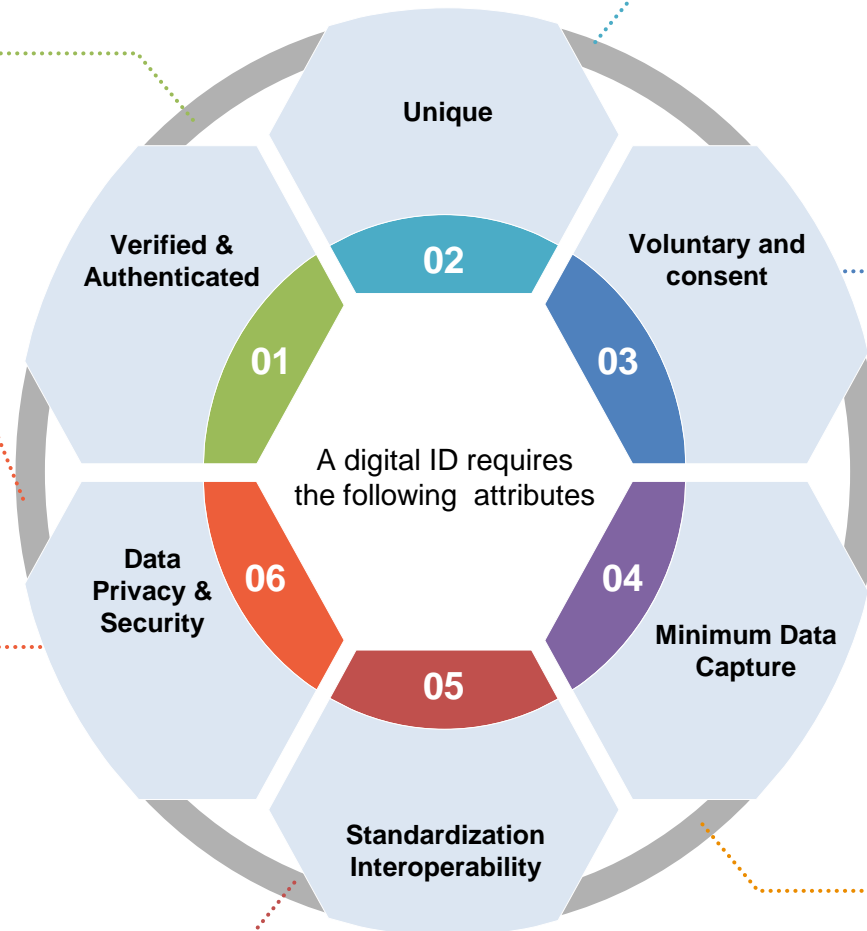 Unique
02
Verified &
Authenticated
01
Voluntary and
consent
03
A digital ID requires
the following  attributes
Data
Privacy &
Security
06
04
Minimum Data
Capture
05
Standardization
Interoperability